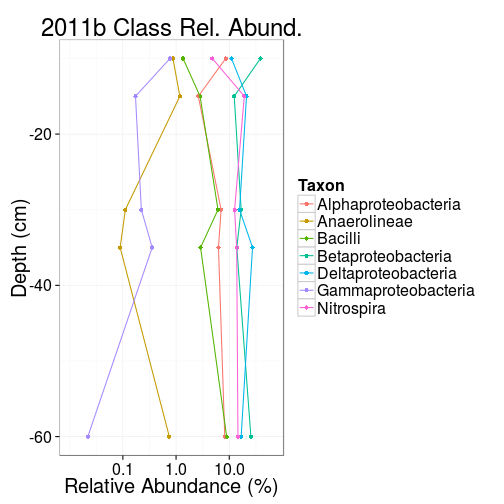 2011b Class Rel. Abund.
-20
-40
-60
Depth (cm)
0.1 1.0 10.0
Relative Abundance (%)
Taxon
Alphaproteobacteria
Anaerolineae
Bacilli
Betaproteobacteria
Deltaproteobacteria
Gammaproteobacteria
Nitrospira